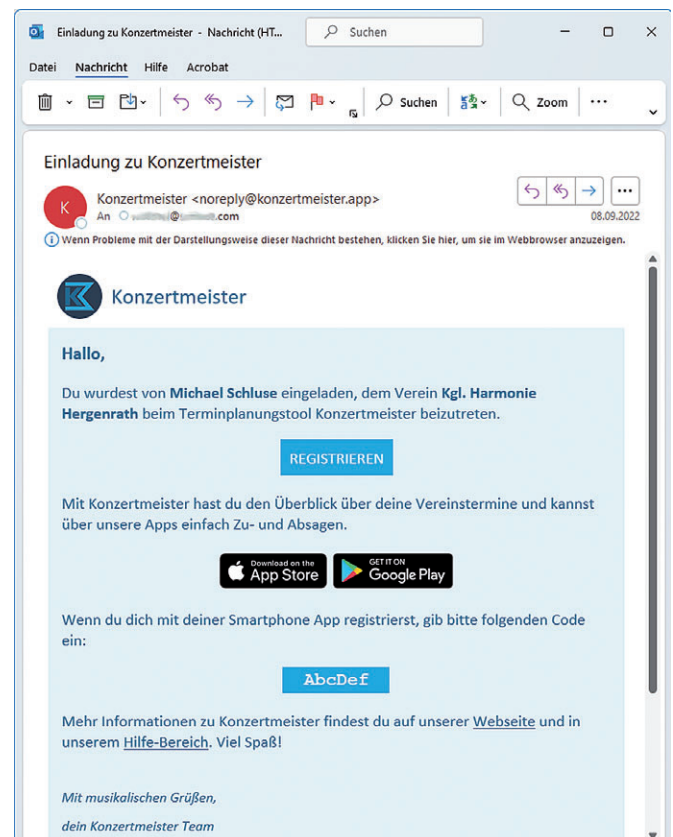 Einladung zu Konzertmeister - Nachricht (HT...
Suchen
Datei Nachricht Hilfe Acrobat
Suchen
Zoom
Einladung zu Konzertmeister
K
Konzertmeister <noreply@konzertmeister.app>
An
.com
08.09.2022
Wenn Probleme mit der Darstellungsweise dieser Nachricht bestehen, klicken Sie hier, um sie im Webbrowser anzuzeigen.
Konzertmeister
Hallo,
Du wurdest von Michael Schluse eingeladen, dem Verein Kgl. Harmonie
Hergenrath beim Terminplanungstool Konzertmeister beizutreten.
REGISTRIEREN
Mit Konzertmeister hast du den Überblick über deine Vereinstermine und kannst
über unsere Apps einfach Zu- und Absagen.
Download on the
App Store
GET IT ON
Google Play
Wenn du dich mit deiner Smartphone App registrierst, gib bitte folgenden Code
ein:
AbcDef
Mehr Informationen zu Konzertmeister findest du auf unserer Webseite und in
unserem Hilfe-Bereich. Viel Spaß!
Mit musikalischen Grüßen,
dein Konzertmeister Team